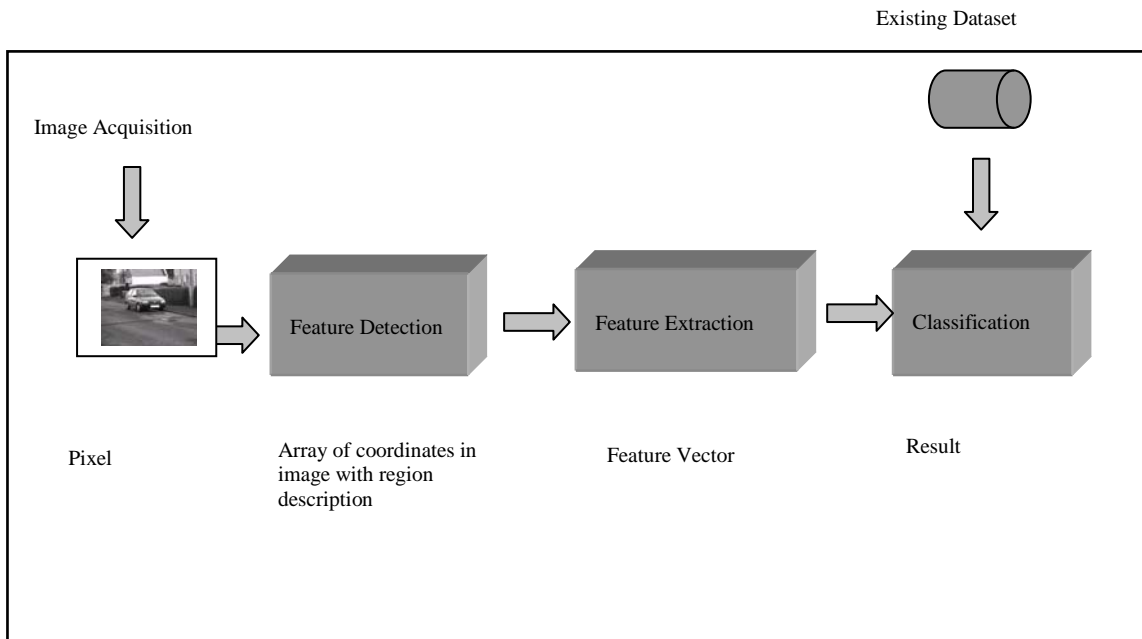 Existing Dataset
Image Acquisition
Feature Detection
Feature Extraction
Classification
Pixel
Array of coordinates in
image with region
description
Feature Vector
Result